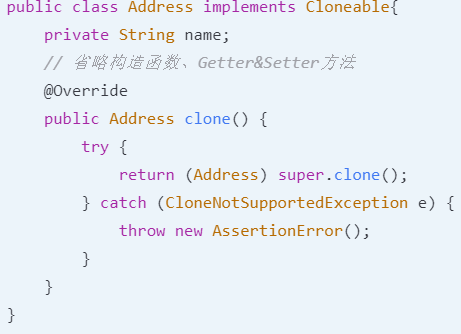 public class Address implements Cloneable{
    private String name;
    // 省略构造函数、Getter&Setter方法
    @Override
    public Address clone() {
        try {
            return (Address) super.clone();
        } catch (CloneNotSupportedException e) {
            throw new AssertionError();
        }
    }
}